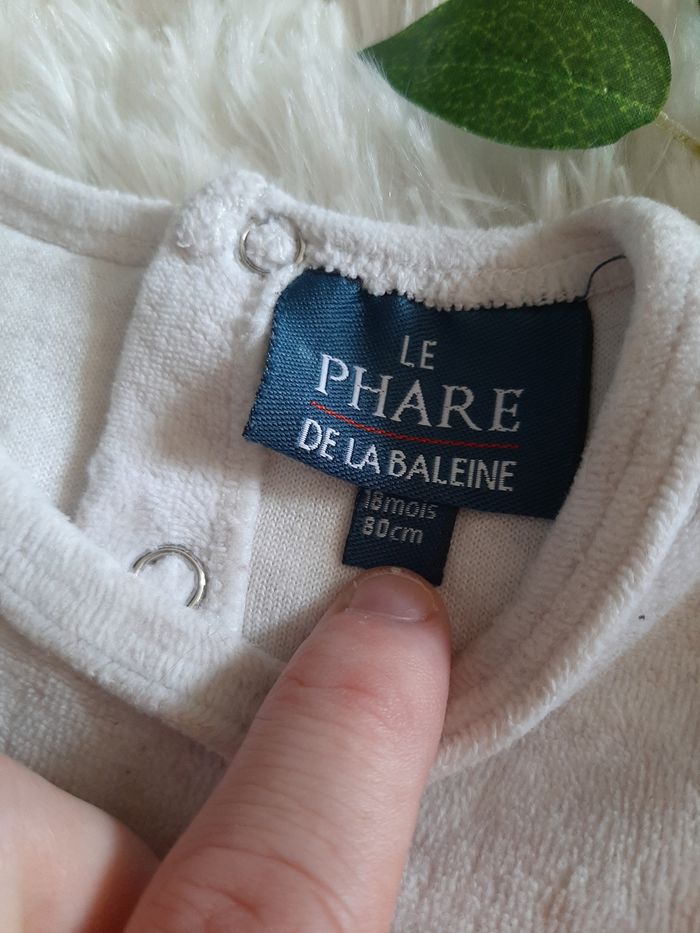 LE
PHARE
DE LA BALEINE
18mois
80cm